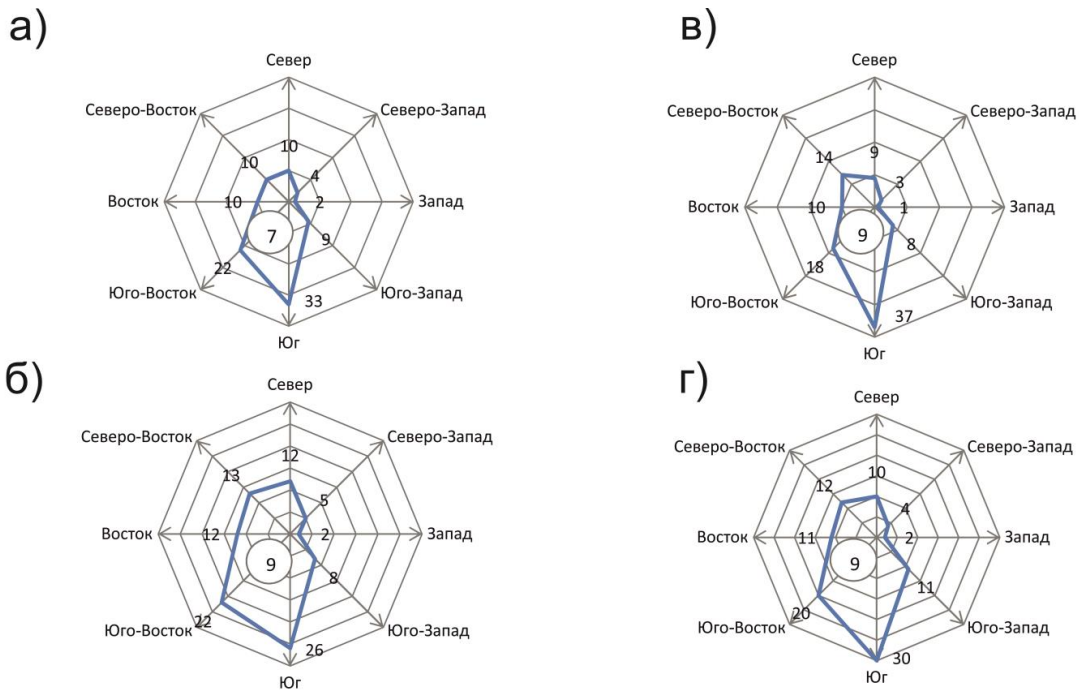 а)
Север
Северо-Восток
Северо-Запад
10
10
4
Восток
10
2
Запад
7
9
22
Юго-Восток
Юго-Запад
33
Юг
в)
Север
Северо-Восток
Северо-Запад
9
14
3
Восток
10
1
Запад
9
8
18
Юго-Восток
Юго-Запад
37
Юг
б)
Север
Северо-Восток
Северо-Запад
12
13
5
Восток
12
2
Запад
9
8
22
Юго-Восток
Юго-Запад
26
Юг
г)
Север
Северо-Восток
Северо-Запад
10
12
4
Восток
11
2
Запад
9
11
20
Юго-Восток
Юго-Запад
30
Юг